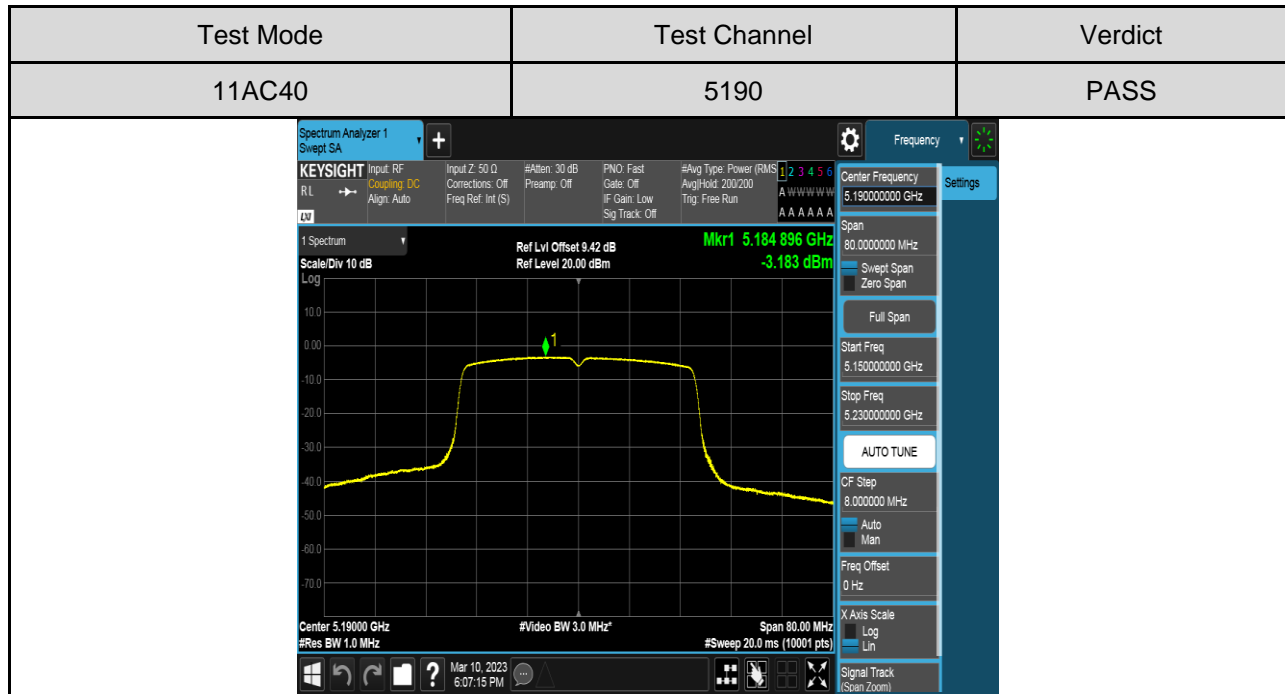 Test Mode Test Channel Verdict
11AC40 5190 PASS
Spectrum Analyzer 1
Swept SA
+
Frequency
KEYSIGHT
RL
LXI
Input: RF
Coupling: DC
Align: Auto
Input Z: 50 Ω
Corrections: Off
Freq Ref: Int (S)
#Atten: 30 dB
Preamp: Off
PNO: Fast
Gate: Off
IF Gain: Low
Sig Track: Off
#Avg Type: Power (RMS
Avg|Hold: 200/200
Trig: Free Run
1 2 3 4 5 6
A W W W W W
A A A A A A
1 Spectrum
Scale/Div 10 dB
Log
Ref Lvl Offset 9.42 dB
Ref Level 20.00 dBm
Mkr1 5.184 896 GHz
-3.183 dBm
1
10.0
0.00
-10.0
-20.0
-30.0
-40.0
-50.0
-60.0
-70.0
Center 5.19000 GHz #Video BW 3.0 MHz* Span 80.00 MHz
#Res BW 1.0 MHz #Sweep 20.0 ms (10001 pts)
?
Mar 10, 2023
6:07:15 PM
Center Frequency
5.190000000 GHz
Settings
Span
80.0000000 MHz
Swept Span
Zero Span
Full Span
Start Freq
5.150000000 GHz
Stop Freq
5.230000000 GHz
AUTO TUNE
CF Step
8.000000 MHz
Auto
Man
Freq Offset
0 Hz
X Axis Scale
Log
Lin
Signal Track
(Span Zoom)